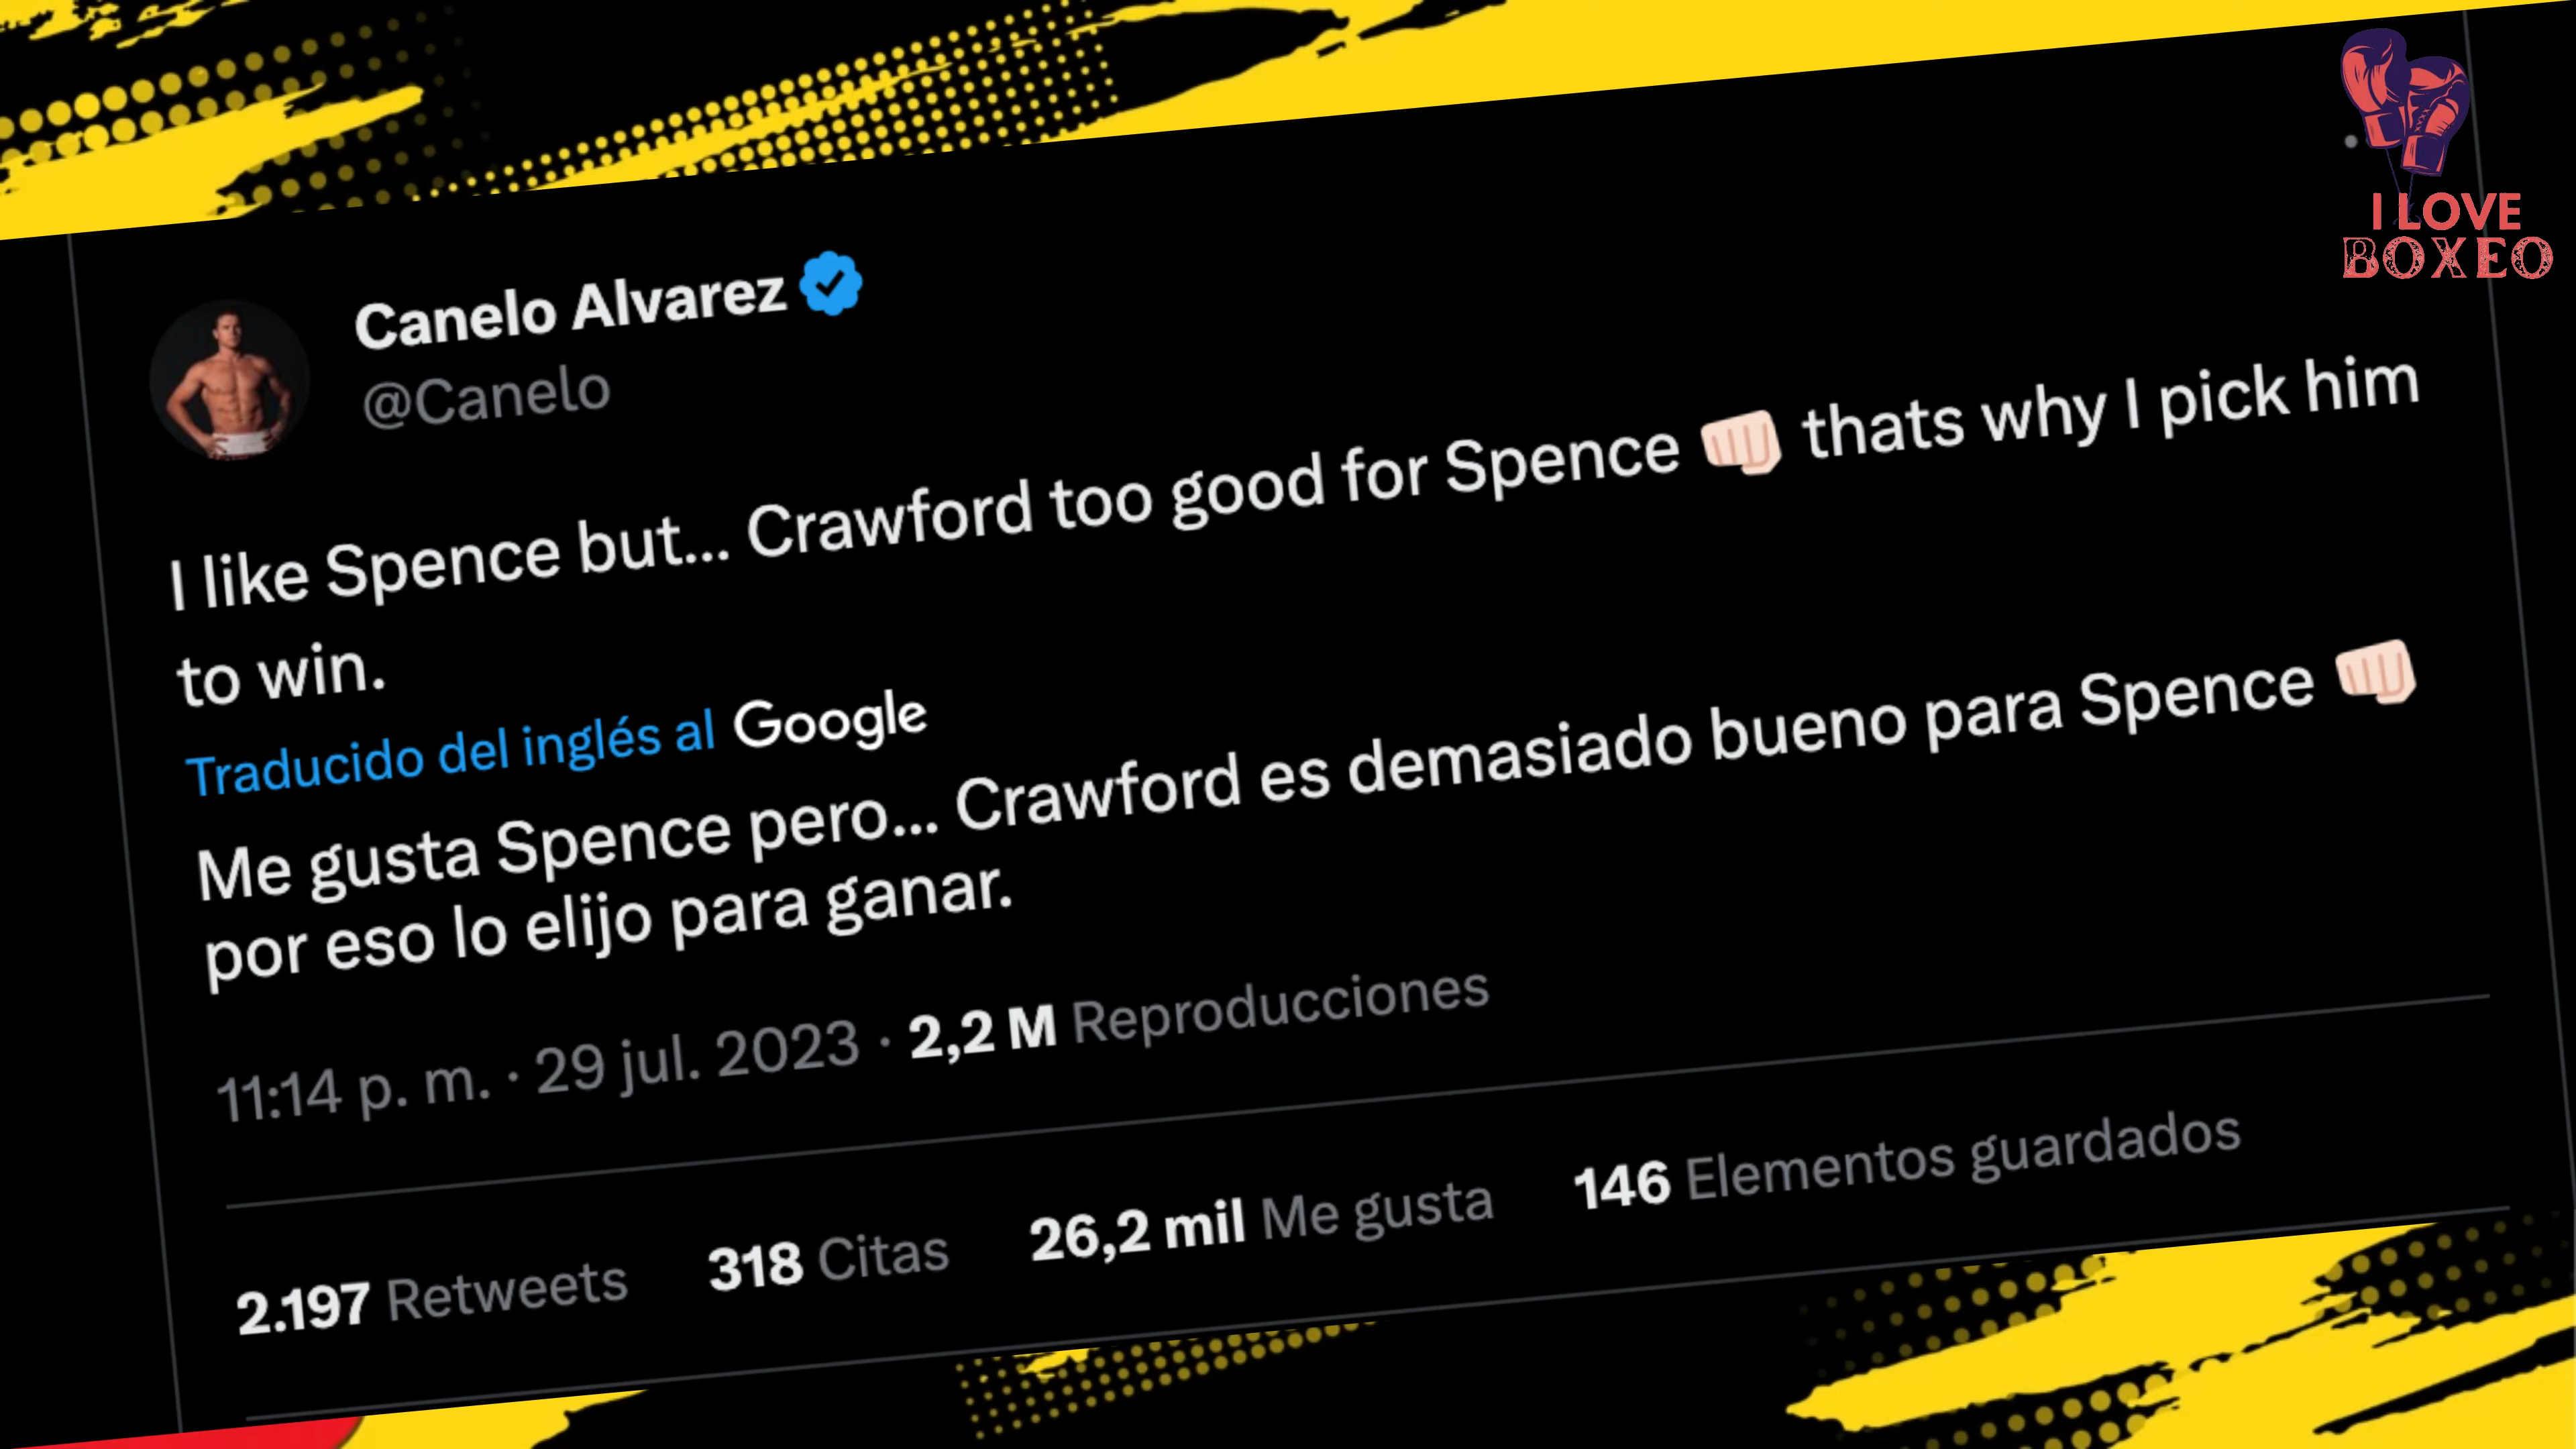 I LOVE
BOXEO
Canelo Alvarez
@Canelo
I like Spence but... Crawford too good for Spence 👊🏻 thats why I pick him
to win.
Traducido del inglés al Google
Me gusta Spence pero... Crawford es demasiado bueno para Spence 👊🏻
por eso lo elijo para ganar.
11:14 p. m. · 29 jul. 2023 · 2,2 M Reproducciones
2.197 Retweets 318 Citas 26,2 mil Me gusta 146 Elementos guardados